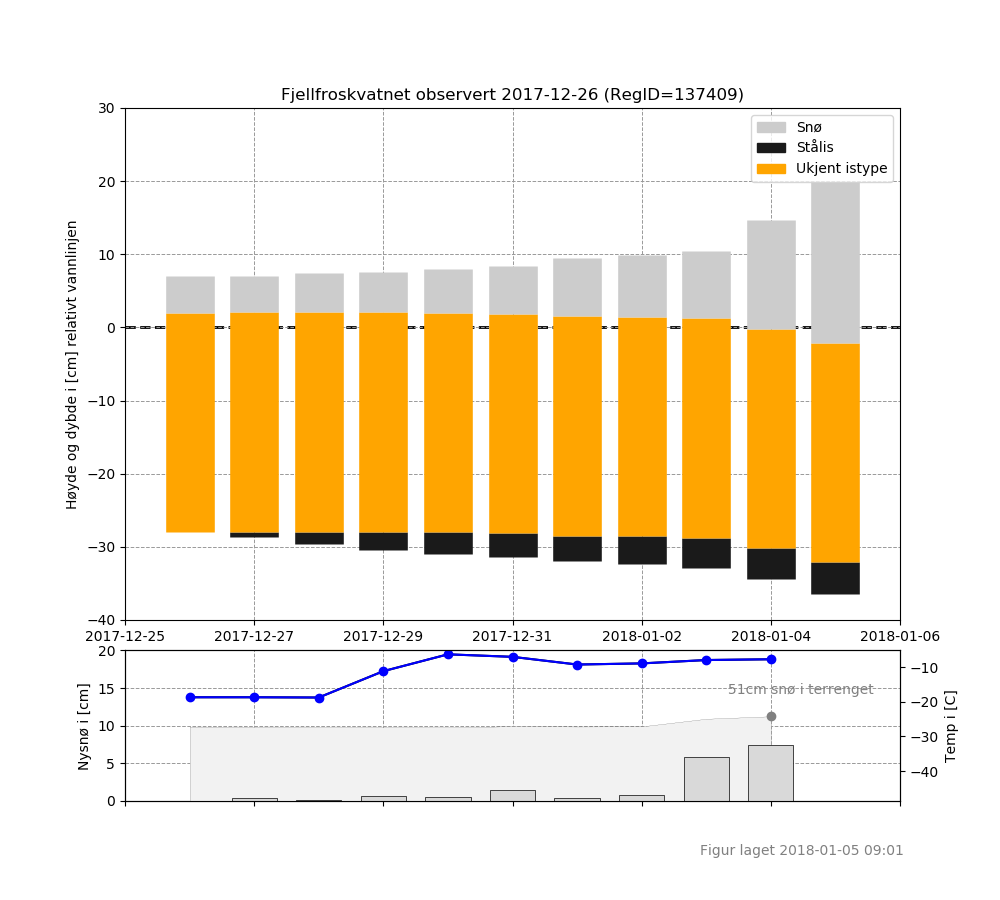 Fjellfroskvatnet observert 2017-12-26 (RegID=137409)
Høyde og dybde i [cm] relativt vannlinjen
30
20
10
0
−10
−20
−30
−40
Snø
Stålis
Ukjent istype
2017-12-25 2017-12-27 2017-12-29 2017-12-31 2018-01-02 2018-01-04 2018-01-06
Nysnø i [cm]
20
15
10
5
0
51cm snø i terrenget
−10
−20
−30
−40
Temp i [C]
Figur laget 2018-01-05 09:01